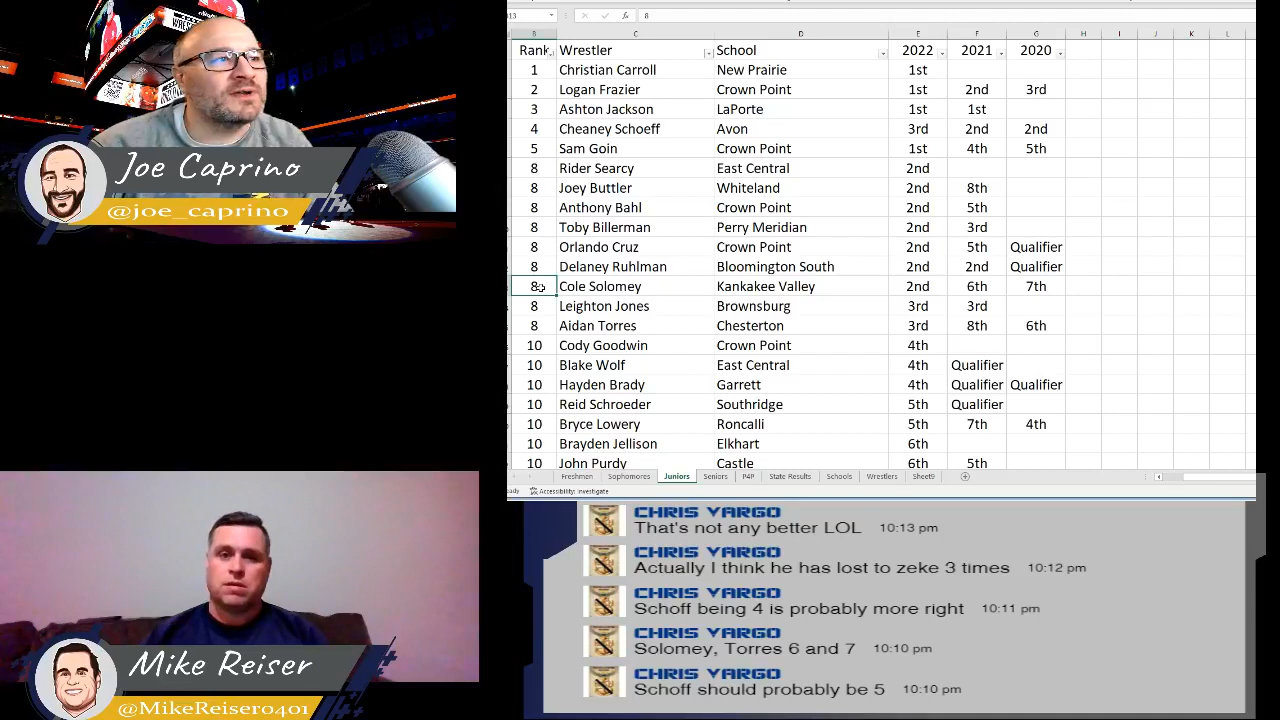 Joe Caprino
@joe_caprino
Mike Reiser
@MikeReiser0401
8
Rank Wrestler School 2022 2021 2020
1 Christian Carroll New Prairie 1st
2 Logan Frazier Crown Point 1st 2nd 3rd
3 Ashton Jackson LaPorte 1st 1st
4 Cheaney Schoeff Avon 3rd 2nd 2nd
5 Sam Goin Crown Point 1st 4th 5th
8 Rider Searcy East Central 2nd
8 Joey Buttler Whiteland 2nd 8th
8 Anthony Bahl Crown Point 2nd 5th
8 Toby Billerman Perry Meridian 2nd 3rd
8 Orlando Cruz Crown Point 2nd 5th Qualifier
8 Delaney Ruhlman Bloomington South 2nd 2nd Qualifier
8 Cole Solomey Kankakee Valley 2nd 6th 7th
8 Leighton Jones Brownsburg 3rd 3rd
8 Aidan Torres Chesterton 3rd 8th 6th
10 Cody Goodwin Crown Point 4th
10 Blake Wolf East Central 4th Qualifier
10 Hayden Brady Garrett 4th Qualifier Qualifier
10 Reid Schroeder Southridge 5th Qualifier
10 Bryce Lowery Roncalli 5th 7th 4th
10 Brayden Jellison Elkhart 6th
10 John Purdy Castle 6th 5th
Freshmen Sophomores Juniors Seniors P4P State Results Schools Wrestlers Sheet9
Accessibility: Investigate
CHRIS VARGO
That's not any better LOL 10:13 pm
CHRIS VARGO
Actually I think he has lost to zeke 3 times 10:12 pm
CHRIS VARGO
Schoff being 4 is probably more right 10:11 pm
CHRIS VARGO
Solomey, Torres 6 and 7 10:10 pm
CHRIS VARGO
Schoff should probably be 5 10:10 pm